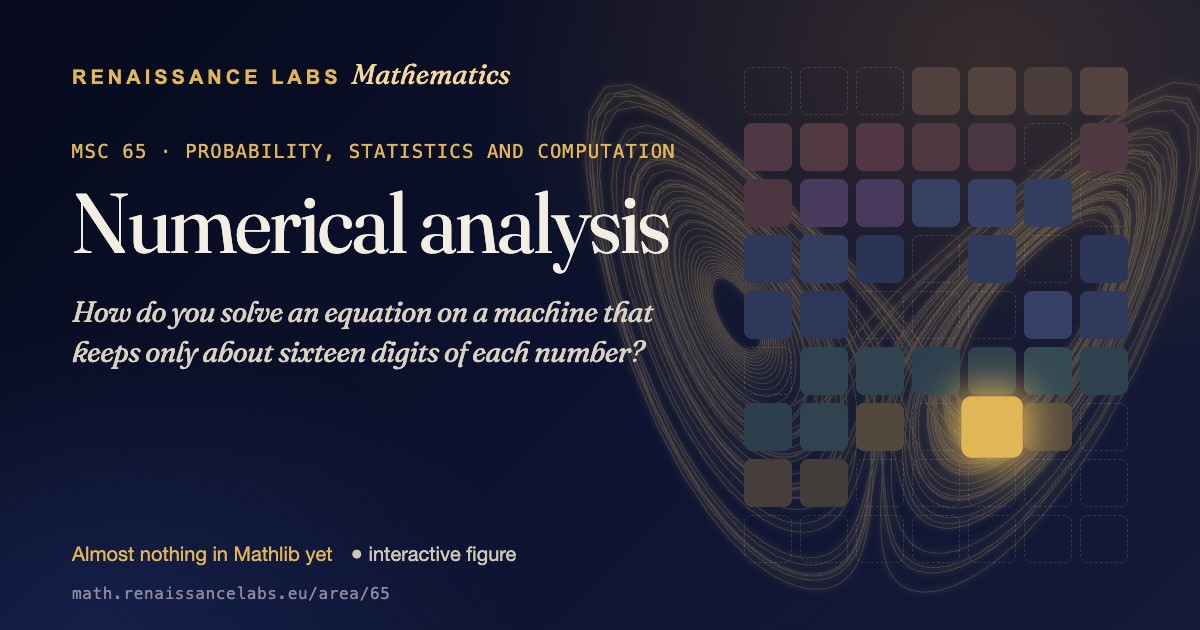 RENAISSANCE LABS Mathematics
MSC 65 · PROBABILITY, STATISTICS AND COMPUTATION
Numerical analysis
How do you solve an equation on a machine that
keeps only about sixteen digits of each number?
Almost nothing in Mathlib yet ● interactive figure
math.renaissancelabs.eu/area/65